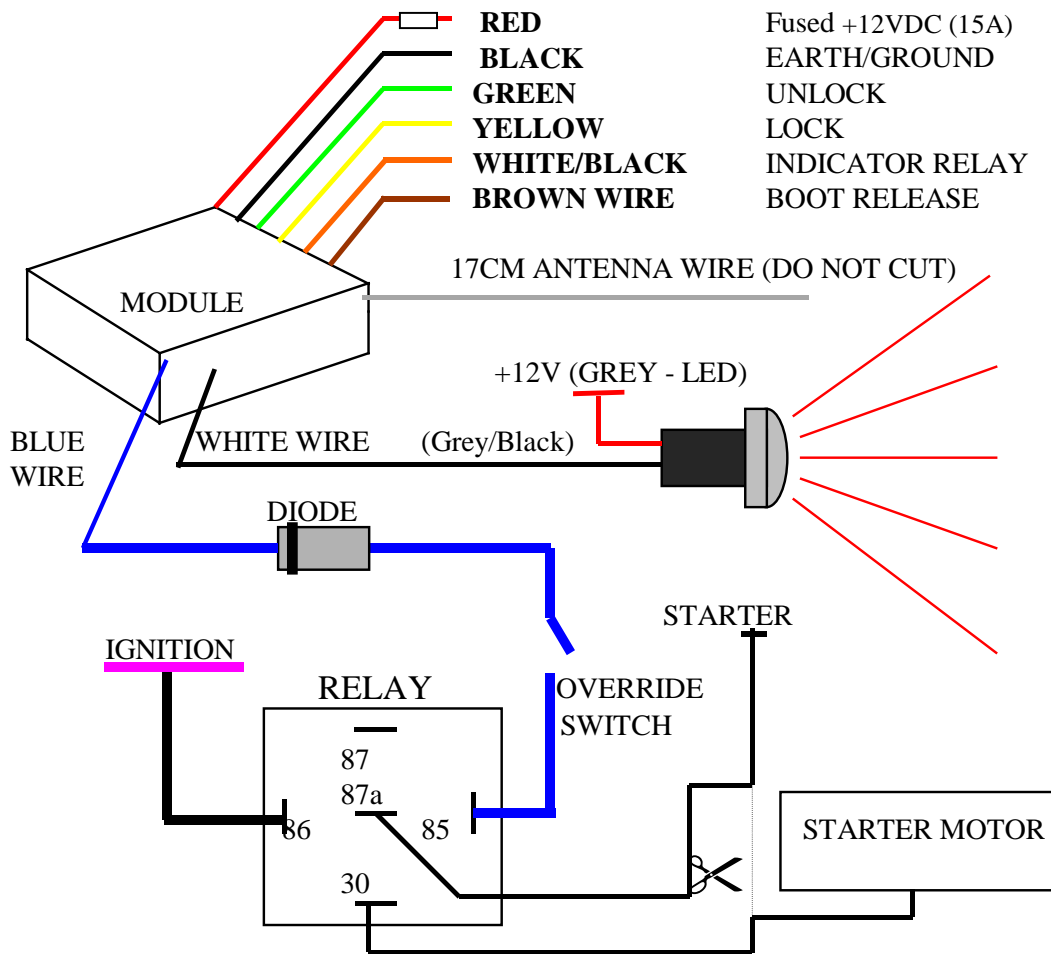 RED Fused +12VDC (15A)
BLACK EARTH/GROUND
GREEN UNLOCK
YELLOW LOCK
WHITE/BLACK INDICATOR RELAY
BROWN WIRE BOOT RELEASE
17CM ANTENNA WIRE (DO NOT CUT)
MODULE
+12V (GREY - LED)
BLUE
WIRE
WHITE WIRE
(Grey/Black)
DIODE
STARTER
IGNITION
RELAY
OVERRIDE
SWITCH
87
87a
86
85
30
STARTER MOTOR